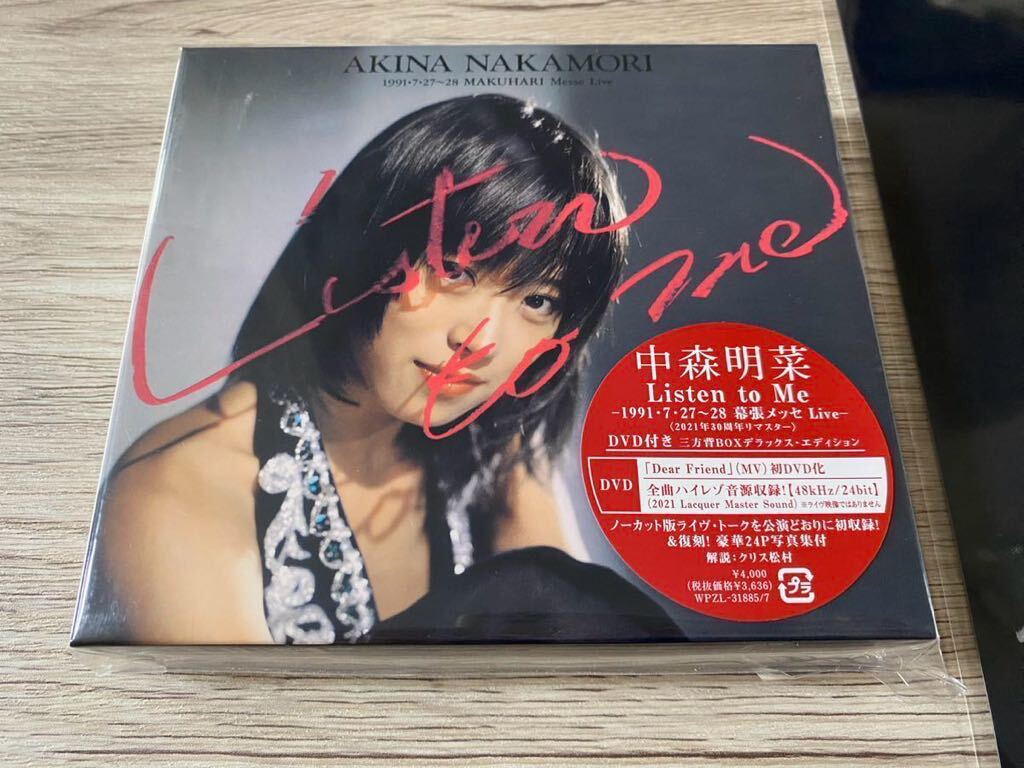 AKINA NAKAMORI
1991・7・27〜28 MAKUHARI Messe Live
Listen
to me
中森明菜
Listen to Me
-1991・7・27〜28 幕張メッセ Live-
〈2021年30周年リマスター〉
DVD付き 三方背BOXデラックス・エディション
DVD
「Dear Friend」(MV)初DVD化
全曲ハイレゾ音源収録!【48kHz/24bit】
(2021 Lacquer Master Sound) ※ライヴ映像ではありません
ノーカット版ライヴ・トークを公演どおりに初収録!
&復刻! 豪華24P写真集付
解説:クリス松村
¥4,000
(税抜価格¥3,636)
WPZL-31885/7
プラ